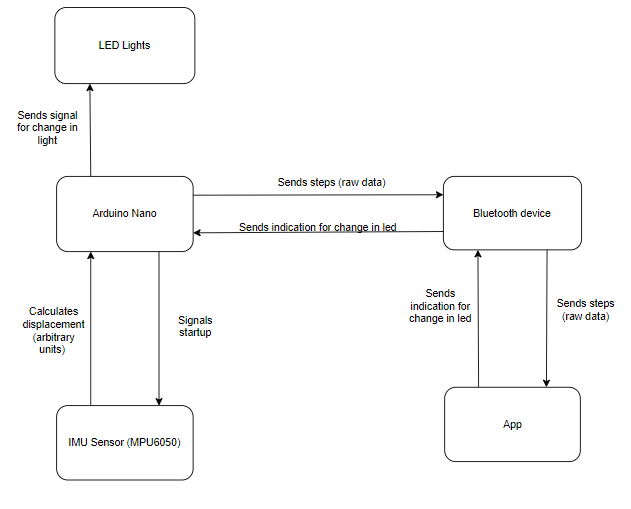 LED Lights
Sends signal
for change in
light
Sends steps (raw data)
Arduino Nano
Bluetooth device
Sends indication for change in led
Calculates
displacement
(arbitrary
units)
Signals
startup
Sends
indication for
change in led
Sends steps
(raw data)
IMU Sensor (MPU6050)
App